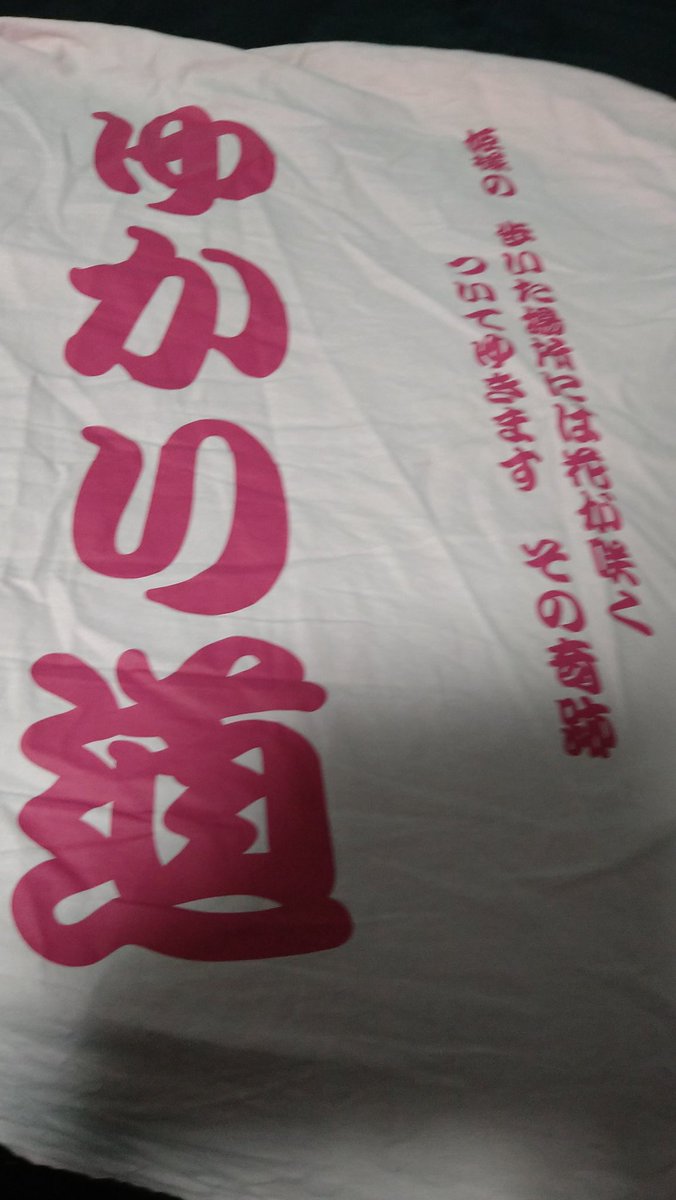 姫様の 歩いた場所には花が咲く
ついてゆきます その奇跡
ゆかり道